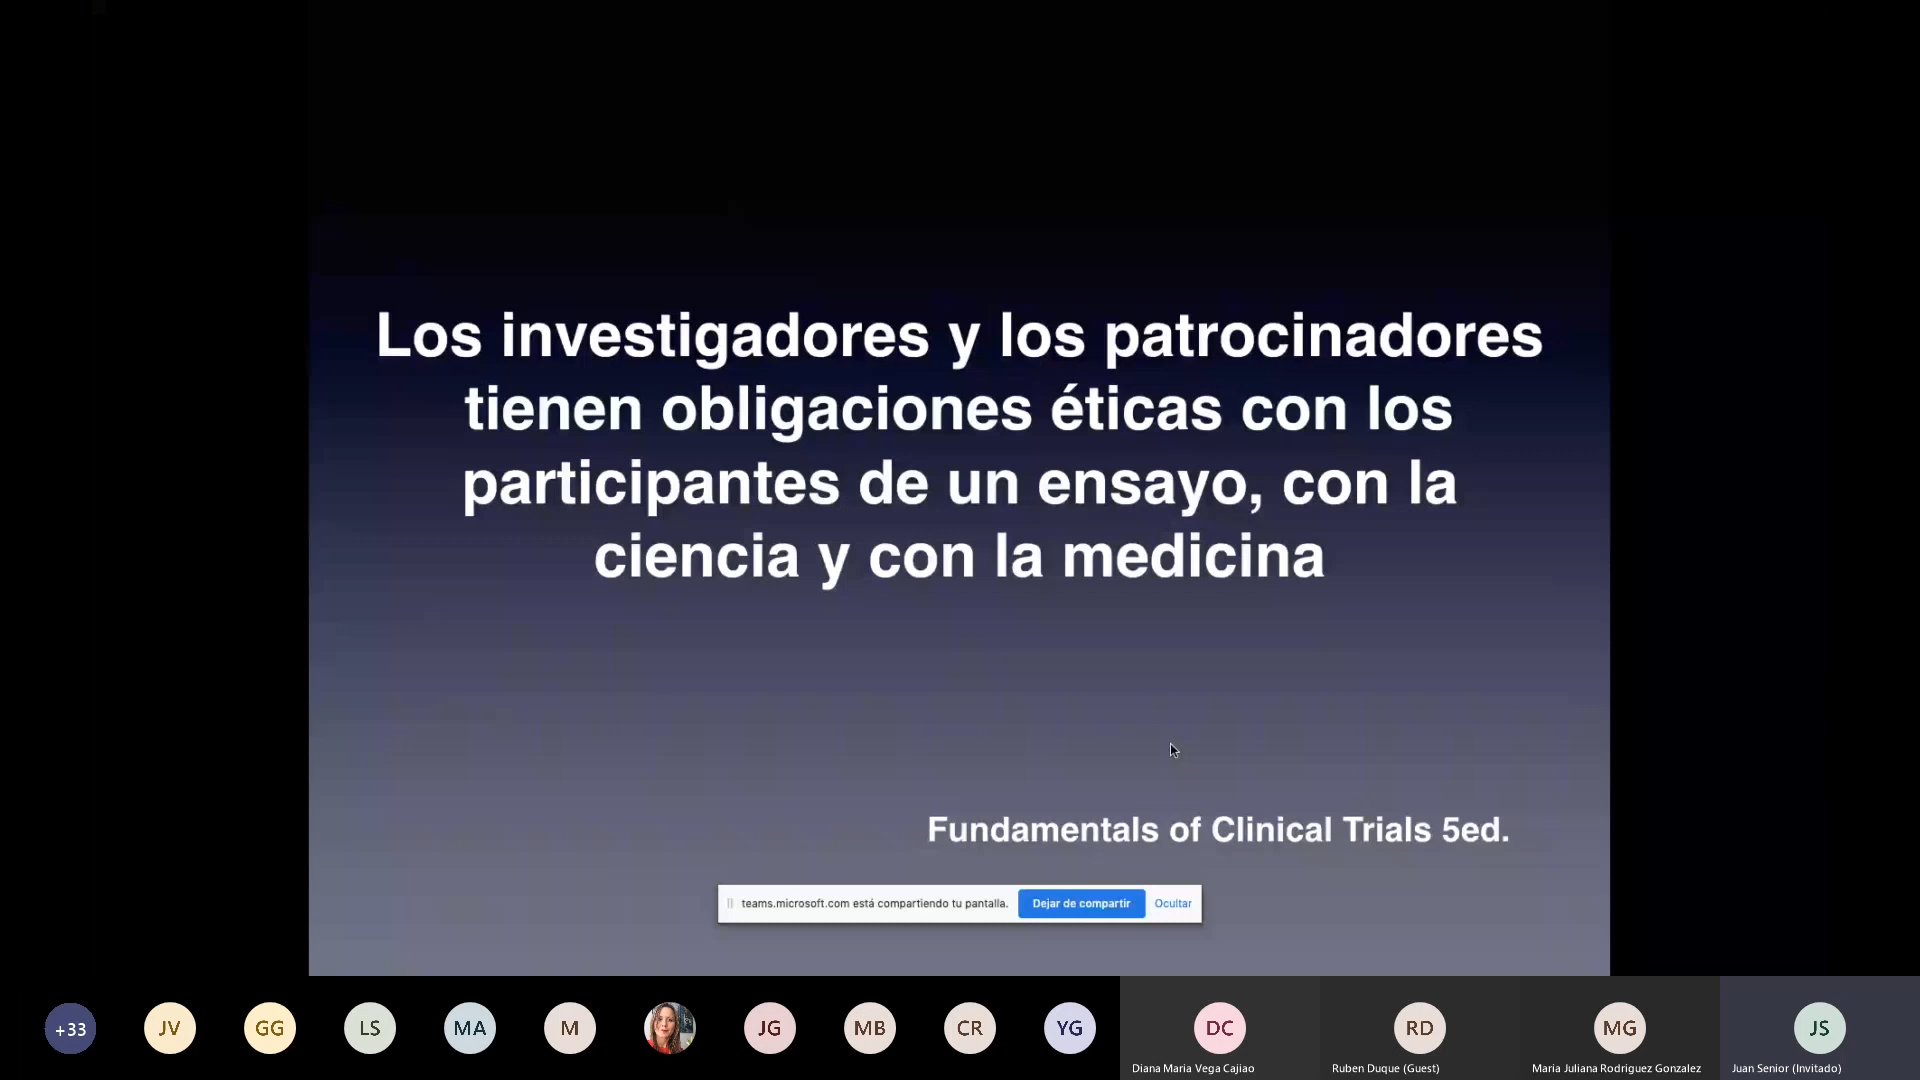 Los investigadores y los patrocinadores
tienen obligaciones éticas con los
participantes de un ensayo, con la
ciencia y con la medicina
Fundamentals of Clinical Trials 5ed.
teams.microsoft.com está compartiendo tu pantalla. Dejar de compartir Ocultar
+33 JV GG LS MA M JG MB CR YG DC RD MG JS
Diana Maria Vega Cajiao Ruben Duque (Guest) Maria Juliana Rodriguez Gonzalez Juan Senior (Invitado)